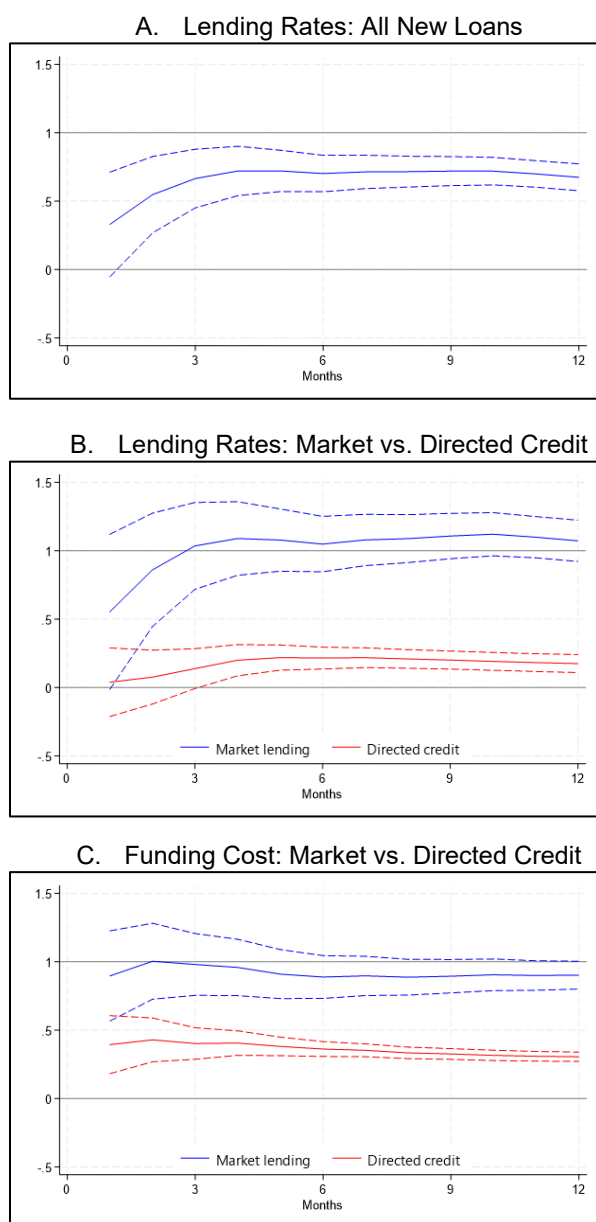 A. Lending Rates: All New Loans
1.5
1
.5
0
-.5
0 3 6 9 12
Months
B. Lending Rates: Market vs. Directed Credit
1.5
1
.5
0
-.5
Market lending Directed credit
0 3 6 9 12
Months
C. Funding Cost: Market vs. Directed Credit
1.5
1
.5
0
-.5
Market lending Directed credit
0 3 6 9 12
Months